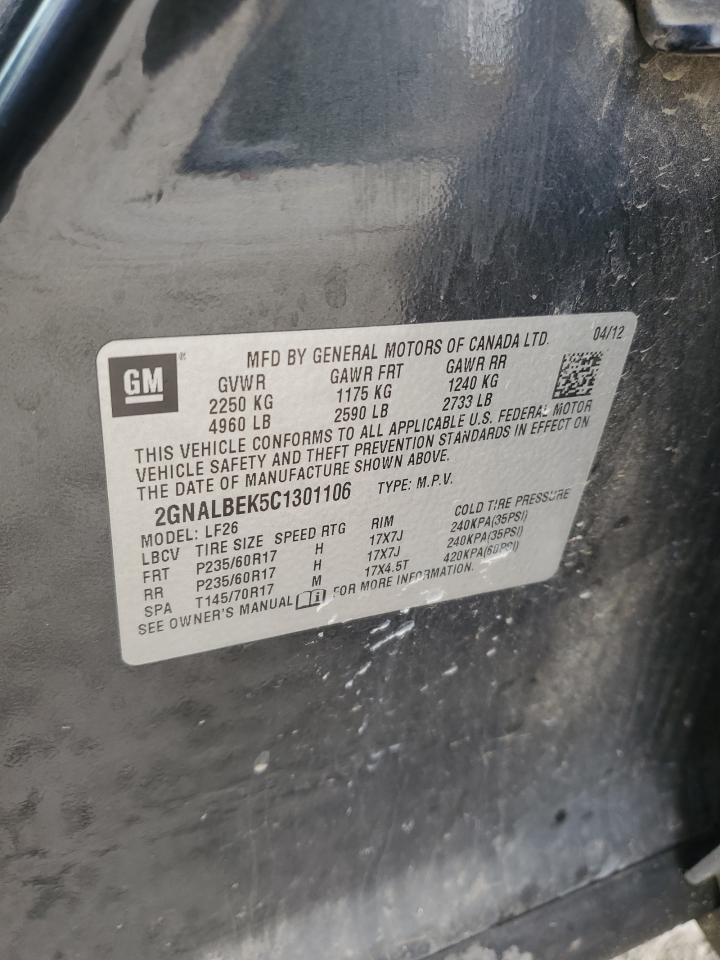 GM ® MFD BY GENERAL MOTORS OF CANADA LTD. 04/12
GVWR GAWR FRT GAWR RR
2250 KG 1175 KG 1240 KG
4960 LB 2590 LB 2733 LB
THIS VEHICLE CONFORMS TO ALL APPLICABLE U.S. FEDERAL MOTOR
VEHICLE SAFETY AND THEFT PREVENTION STANDARDS IN EFFECT ON
THE DATE OF MANUFACTURE SHOWN ABOVE.
2GNALBEK5C1301106 TYPE: M.P.V.
MODEL: LF26
LBCV TIRE SIZE SPEED RTG RIM COLD TIRE PRESSURE
FRT P235/60R17 H 17X7J 240KPA(35PSI)
RR P235/60R17 H 17X7J 240KPA(35PSI)
SPA T145/70R17 M 17X4.5T 420KPA(60PSI)
SEE OWNER'S MANUAL FOR MORE INFORMATION.